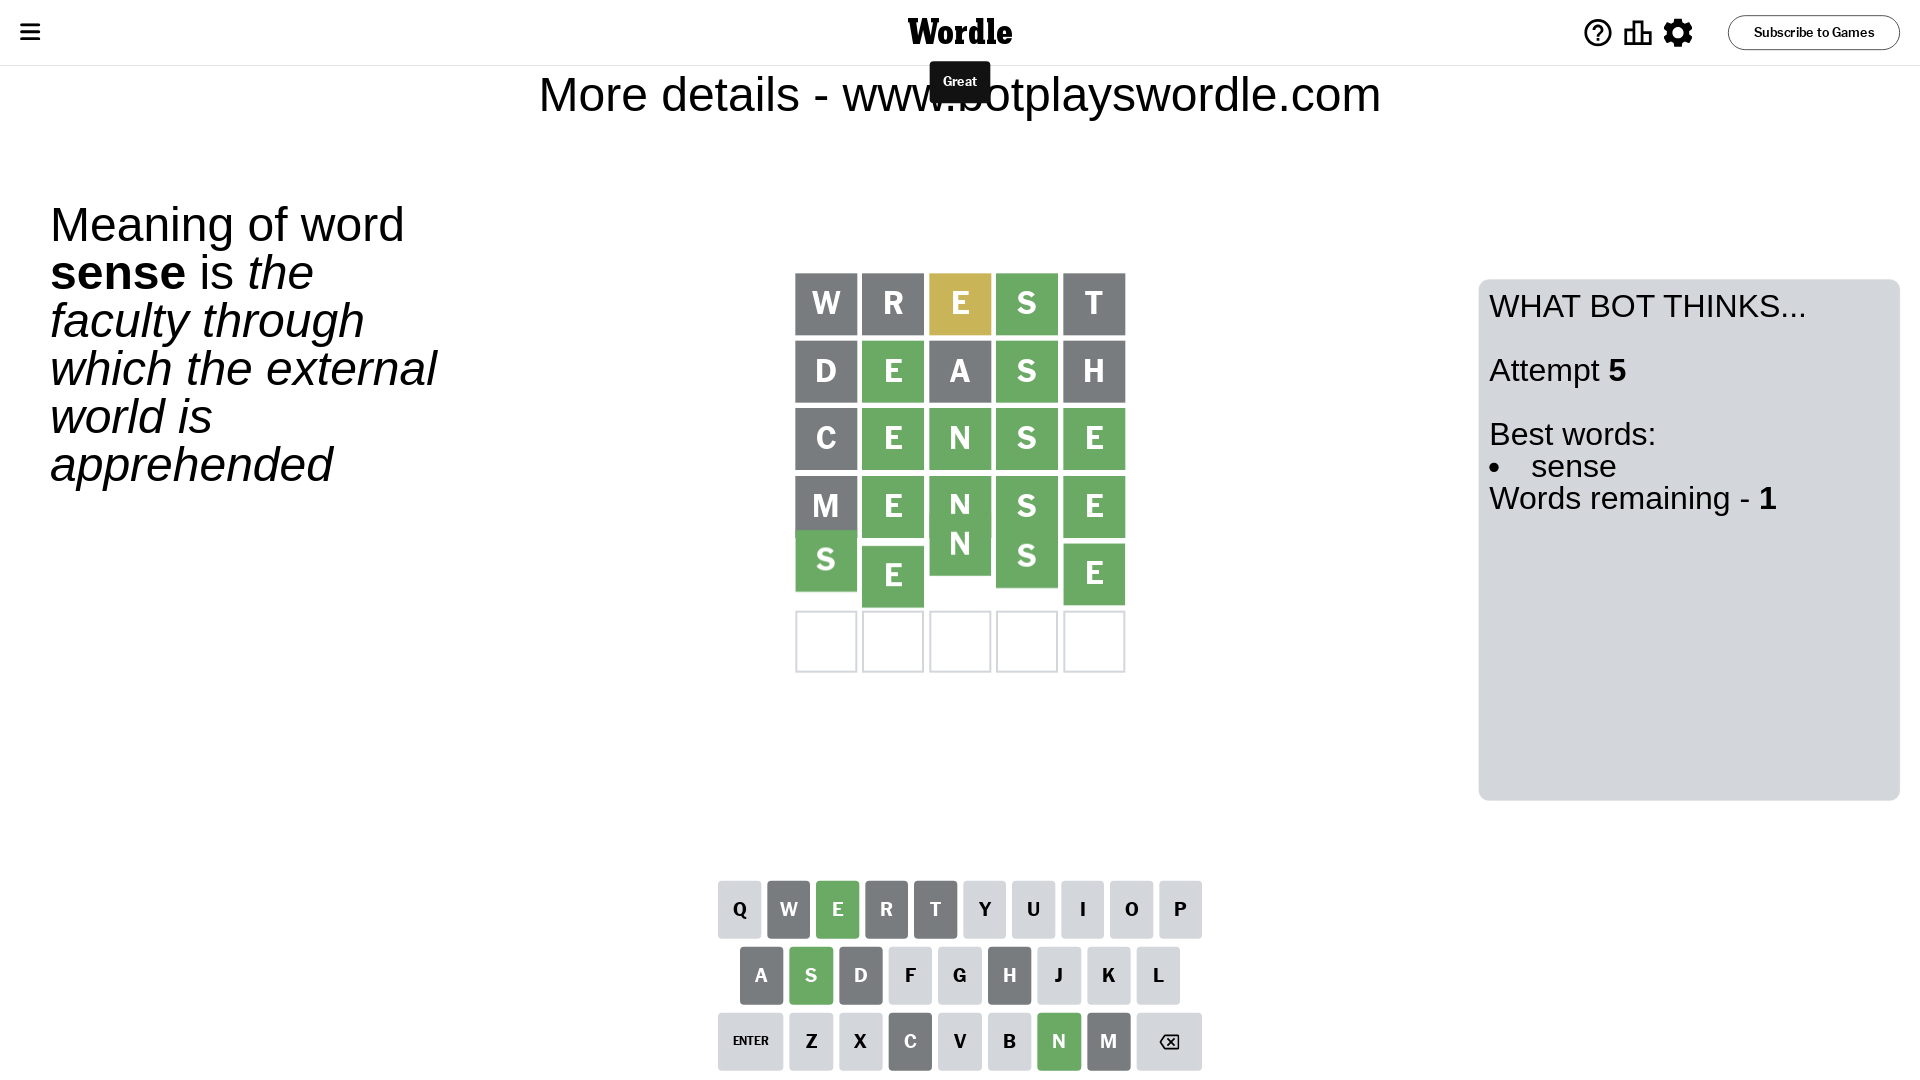 Wordle
Subscribe to Games
Great
More details - www.botplayswordle.com
Meaning of word
sense is the
faculty through
which the external
world is
apprehended
W R E S T
D E A S H
C E N S E
M E N S E
S E N S E
WHAT BOT THINKS...
Attempt 5
Best words:
• sense
Words remaining - 1
Q W E R T Y U I O P
A S D F G H J K L
ENTER Z X C V B N M